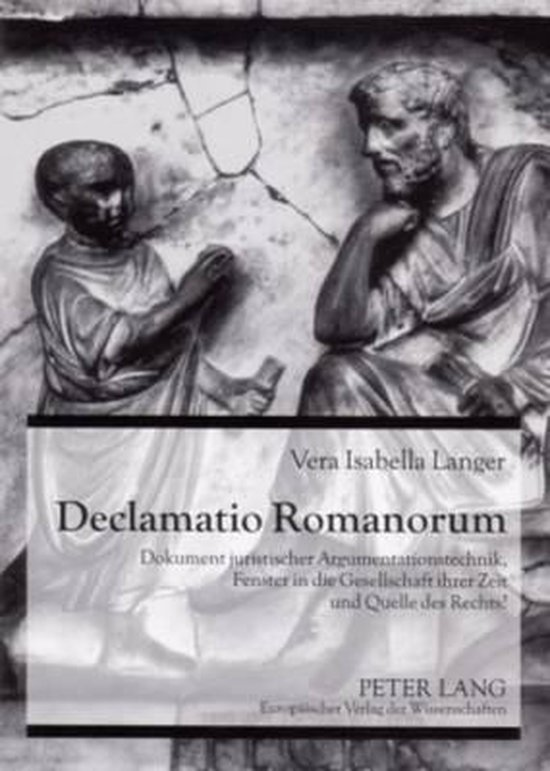 Vera Isabella Langer
Declamatio Romanorum
Dokument juristischer Argumentationstechnik,
Fenster in die Gesellschaft ihrer Zeit
und Quelle des Rechts?
PETER LANG
Europäischer Verlag der Wissenschaften